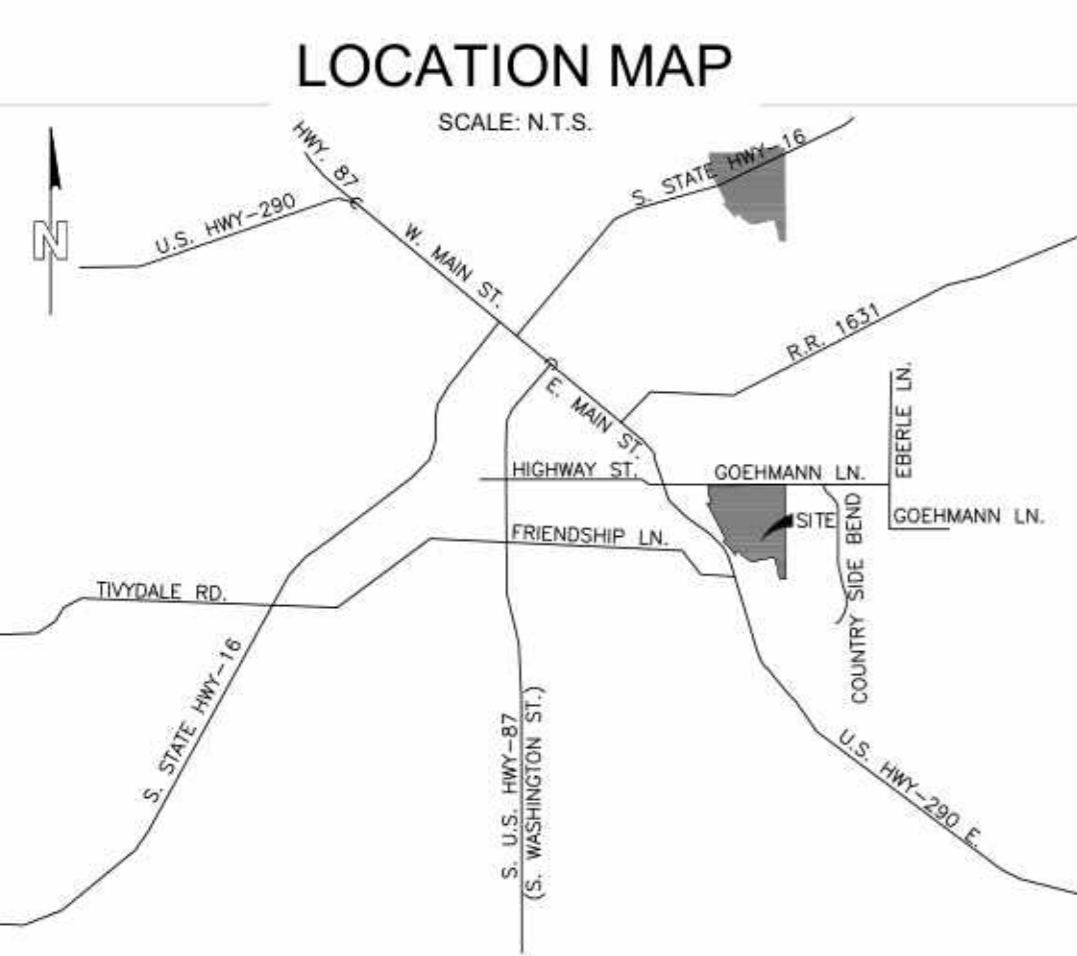 LOCATION MAP
SCALE: N.T.S.
N
HWY. 87
U.S. HWY-290
W. MAIN ST.
S. STATE HWY-16
R.R. 1631
E. MAIN ST.
EBERLE LN.
HIGHWAY ST.
GOEHMANN LN.
SITE
GOEHMANN LN.
FRIENDSHIP LN.
COUNTRY SIDE BEND
TIVYDALE RD.
S. STATE HWY-16
S. U.S. HWY-87
(S. WASHINGTON ST.)
U.S. HWY-290 E.